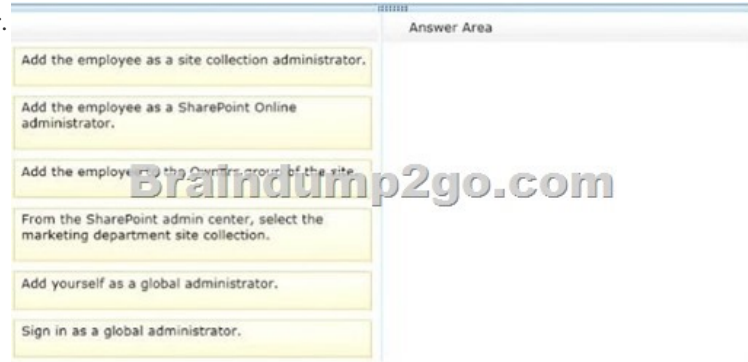 .
Answer Area
Add the employee as a site collection administrator.
Add the employee as a SharePoint Online
administrator.
Add the employee to the Owners group of the site.
Braindump2go.com
From the SharePoint admin center, select the
marketing department site collection.
Add yourself as a global administrator.
Sign in as a global administrator.